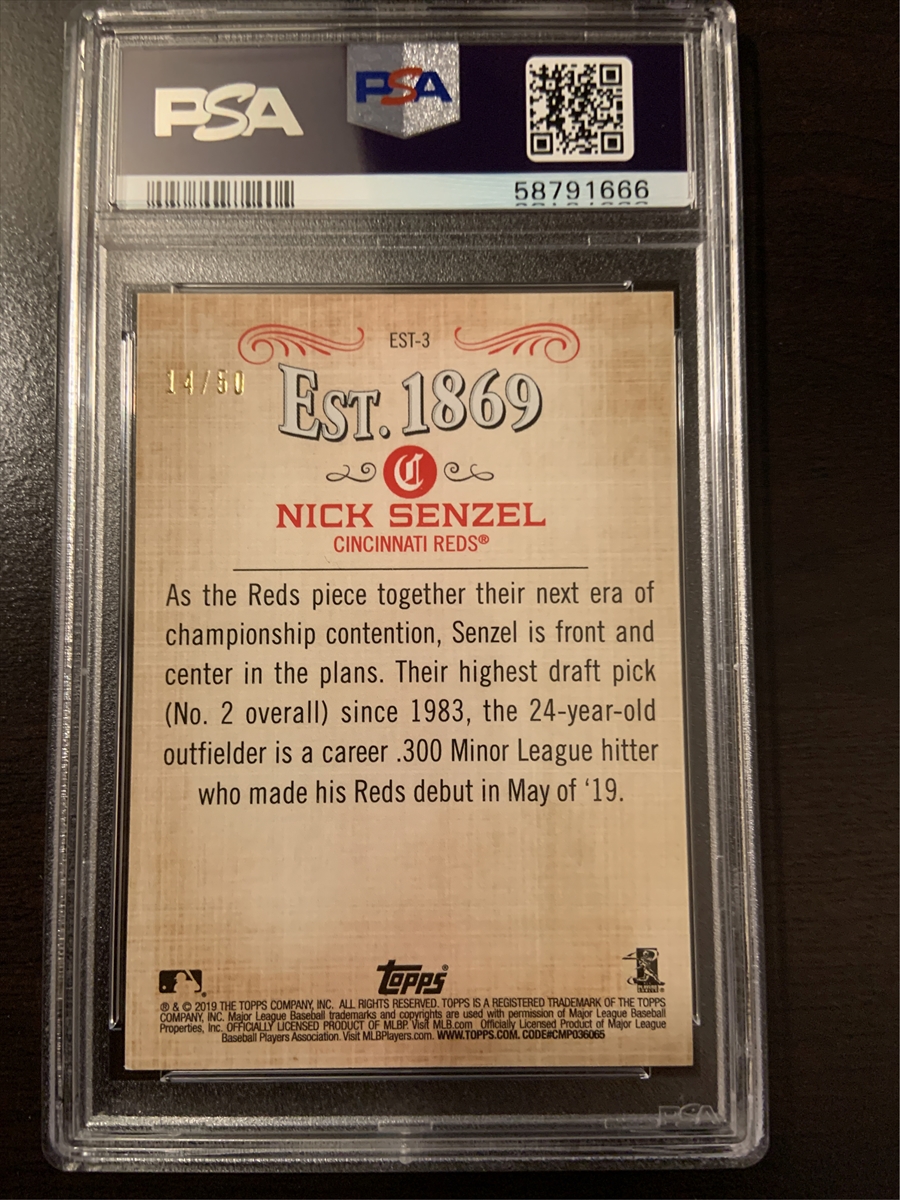 PSA
PSA
58791666
EST-3
14/50
EST. 1869
C
NICK SENZEL
CINCINNATI REDS®
As the Reds piece together their next era of
championship contention, Senzel is front and
center in the plans. Their highest draft pick
(No. 2 overall) since 1983, the 24-year-old
outfielder is a career .300 Minor League hitter
who made his Reds debut in May of ‘19.
topps®
® & © 2019 THE TOPPS COMPANY, INC. ALL RIGHTS RESERVED. TOPPS IS A REGISTERED TRADEMARK OF THE TOPPS
COMPANY, INC. Major League Baseball trademarks and copyrights are used with permission of Major League Baseball
Properties, Inc. OFFICIALLY LICENSED PRODUCT OF MLBP. Visit MLB.com Officially Licensed Product of Major League
Baseball Players Association. Visit MLBPlayers.com. WWW.TOPPS.COM. CODE#CMP036065
PSA